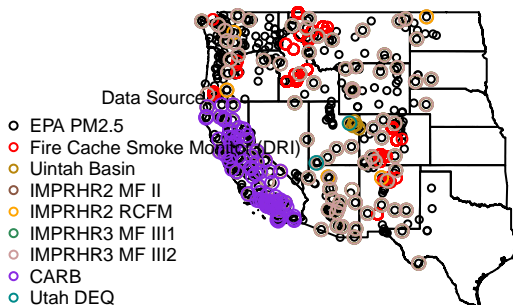 Data Source
EPA PM2.5
Fire Cache Smoke Monitor (DRI)
Uintah Basin
IMPRHR2 MF II
IMPRHR2 RCFM
IMPRHR3 MF III1
IMPRHR3 MF III2
CARB
Utah DEQ